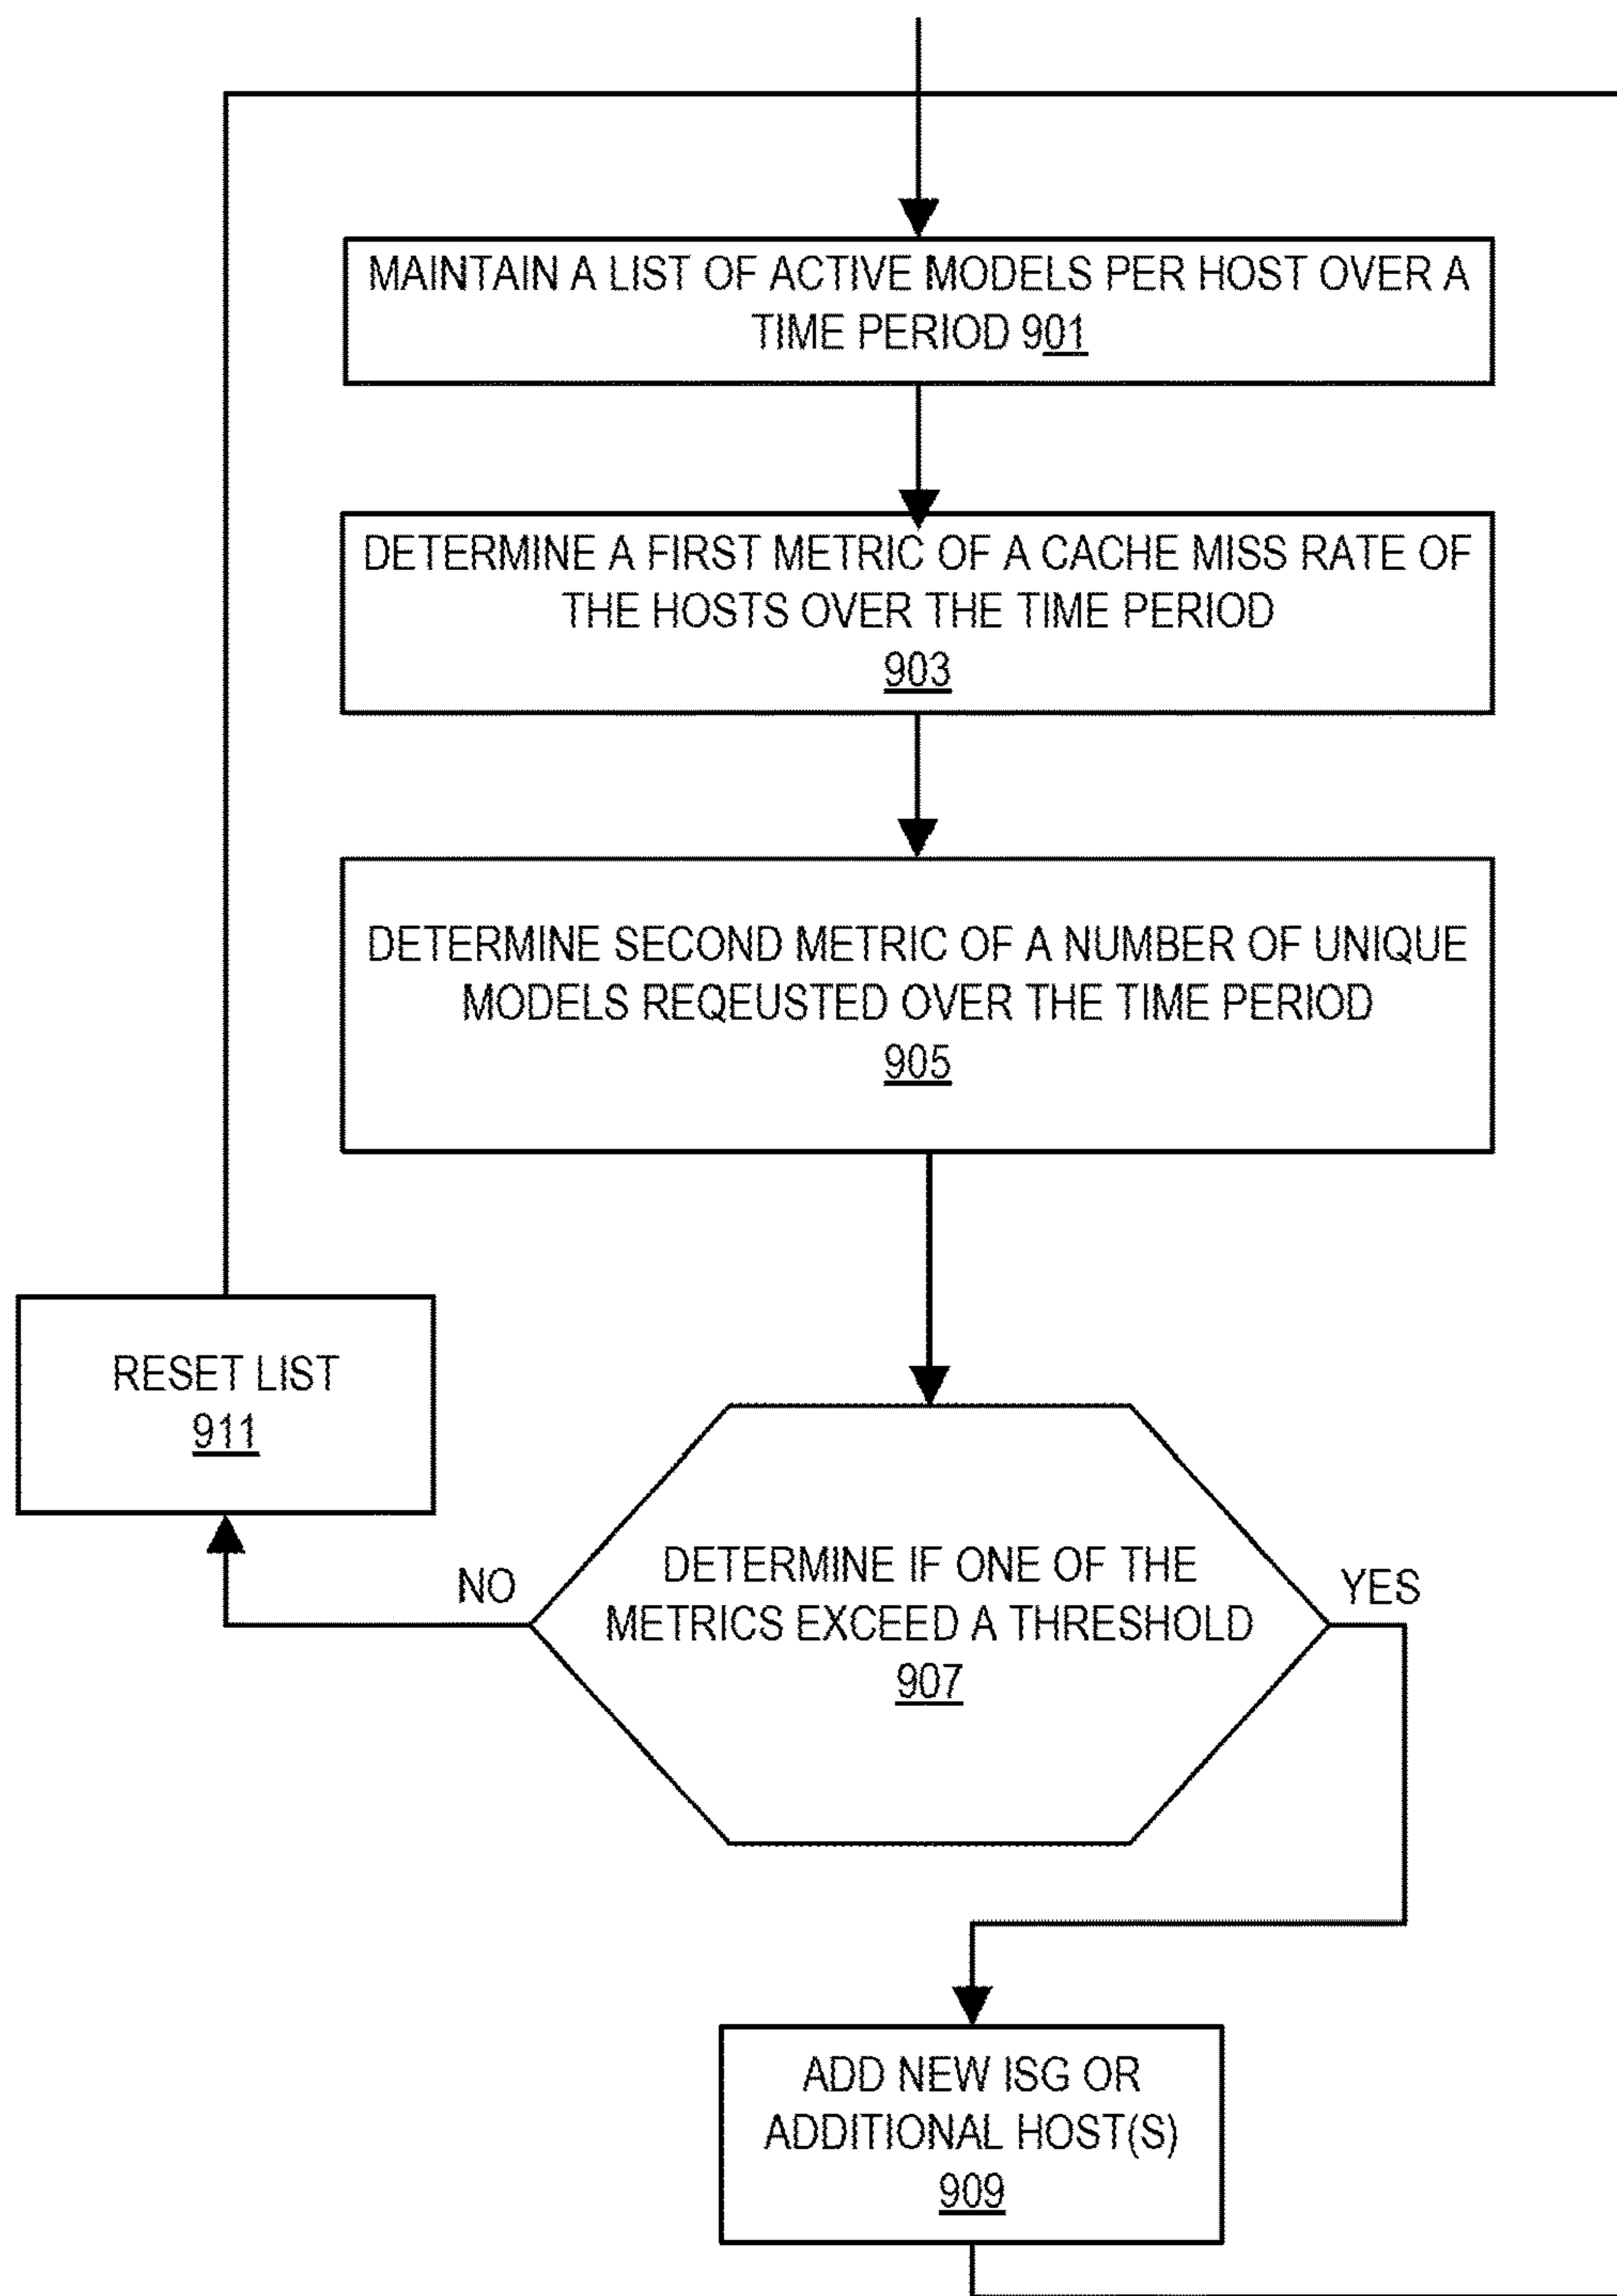 MAINTAIN A LIST OF ACTIVE MODELS PER HOST OVER A
TIME PERIOD 901
DETERMINE A FIRST METRIC OF A CACHE MISS RATE OF
THE HOSTS OVER THE TIME PERIOD
903
DETERMINE SECOND METRIC OF A NUMBER OF UNIQUE
MODELS REQEUSTED OVER THE TIME PERIOD
905
RESET LIST
911
NO
DETERMINE IF ONE OF THE
METRICS EXCEED A THRESHOLD
907
YES
ADD NEW ISG OR
ADDITIONAL HOST(S)
909